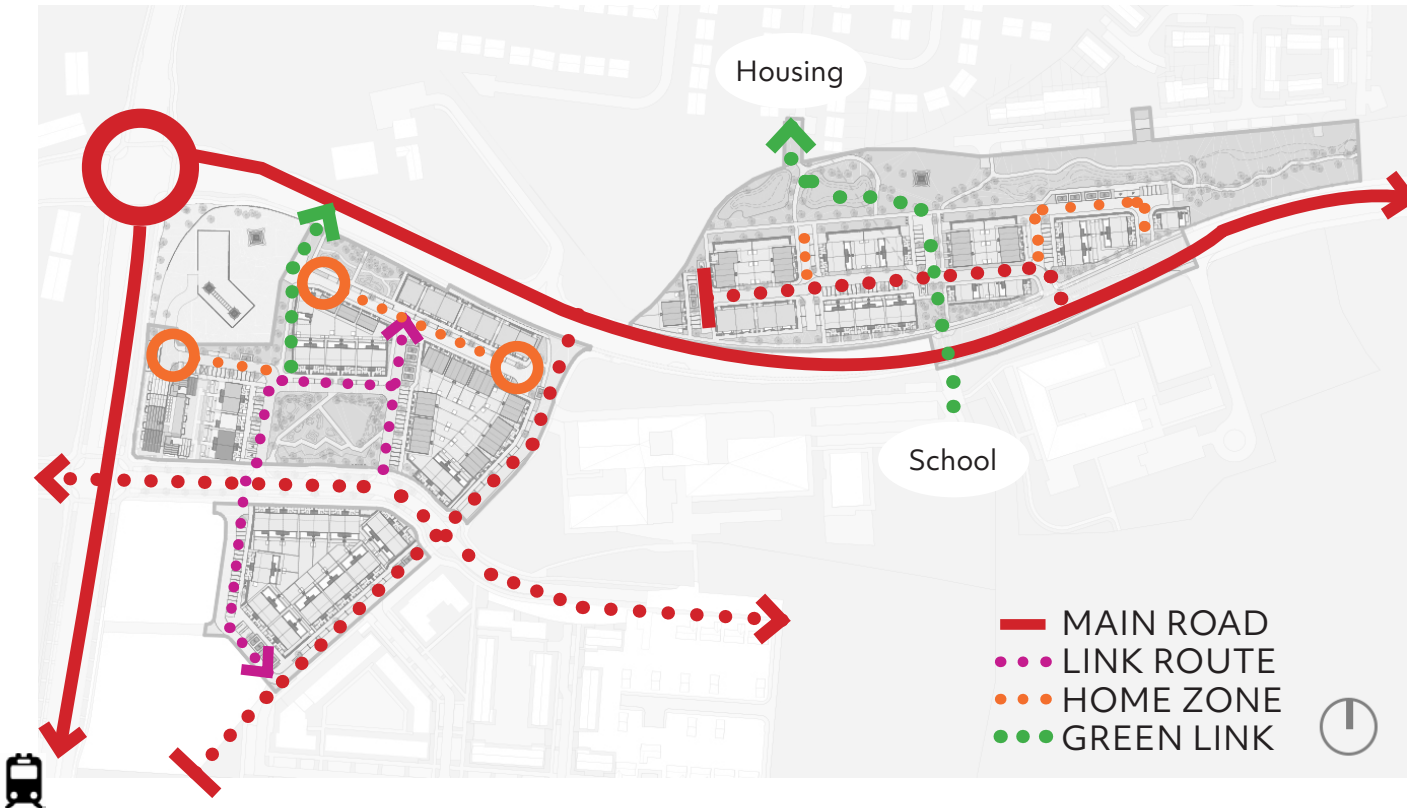 Housing
School
MAIN ROAD
LINK ROUTE
HOME ZONE
GREEN LINK